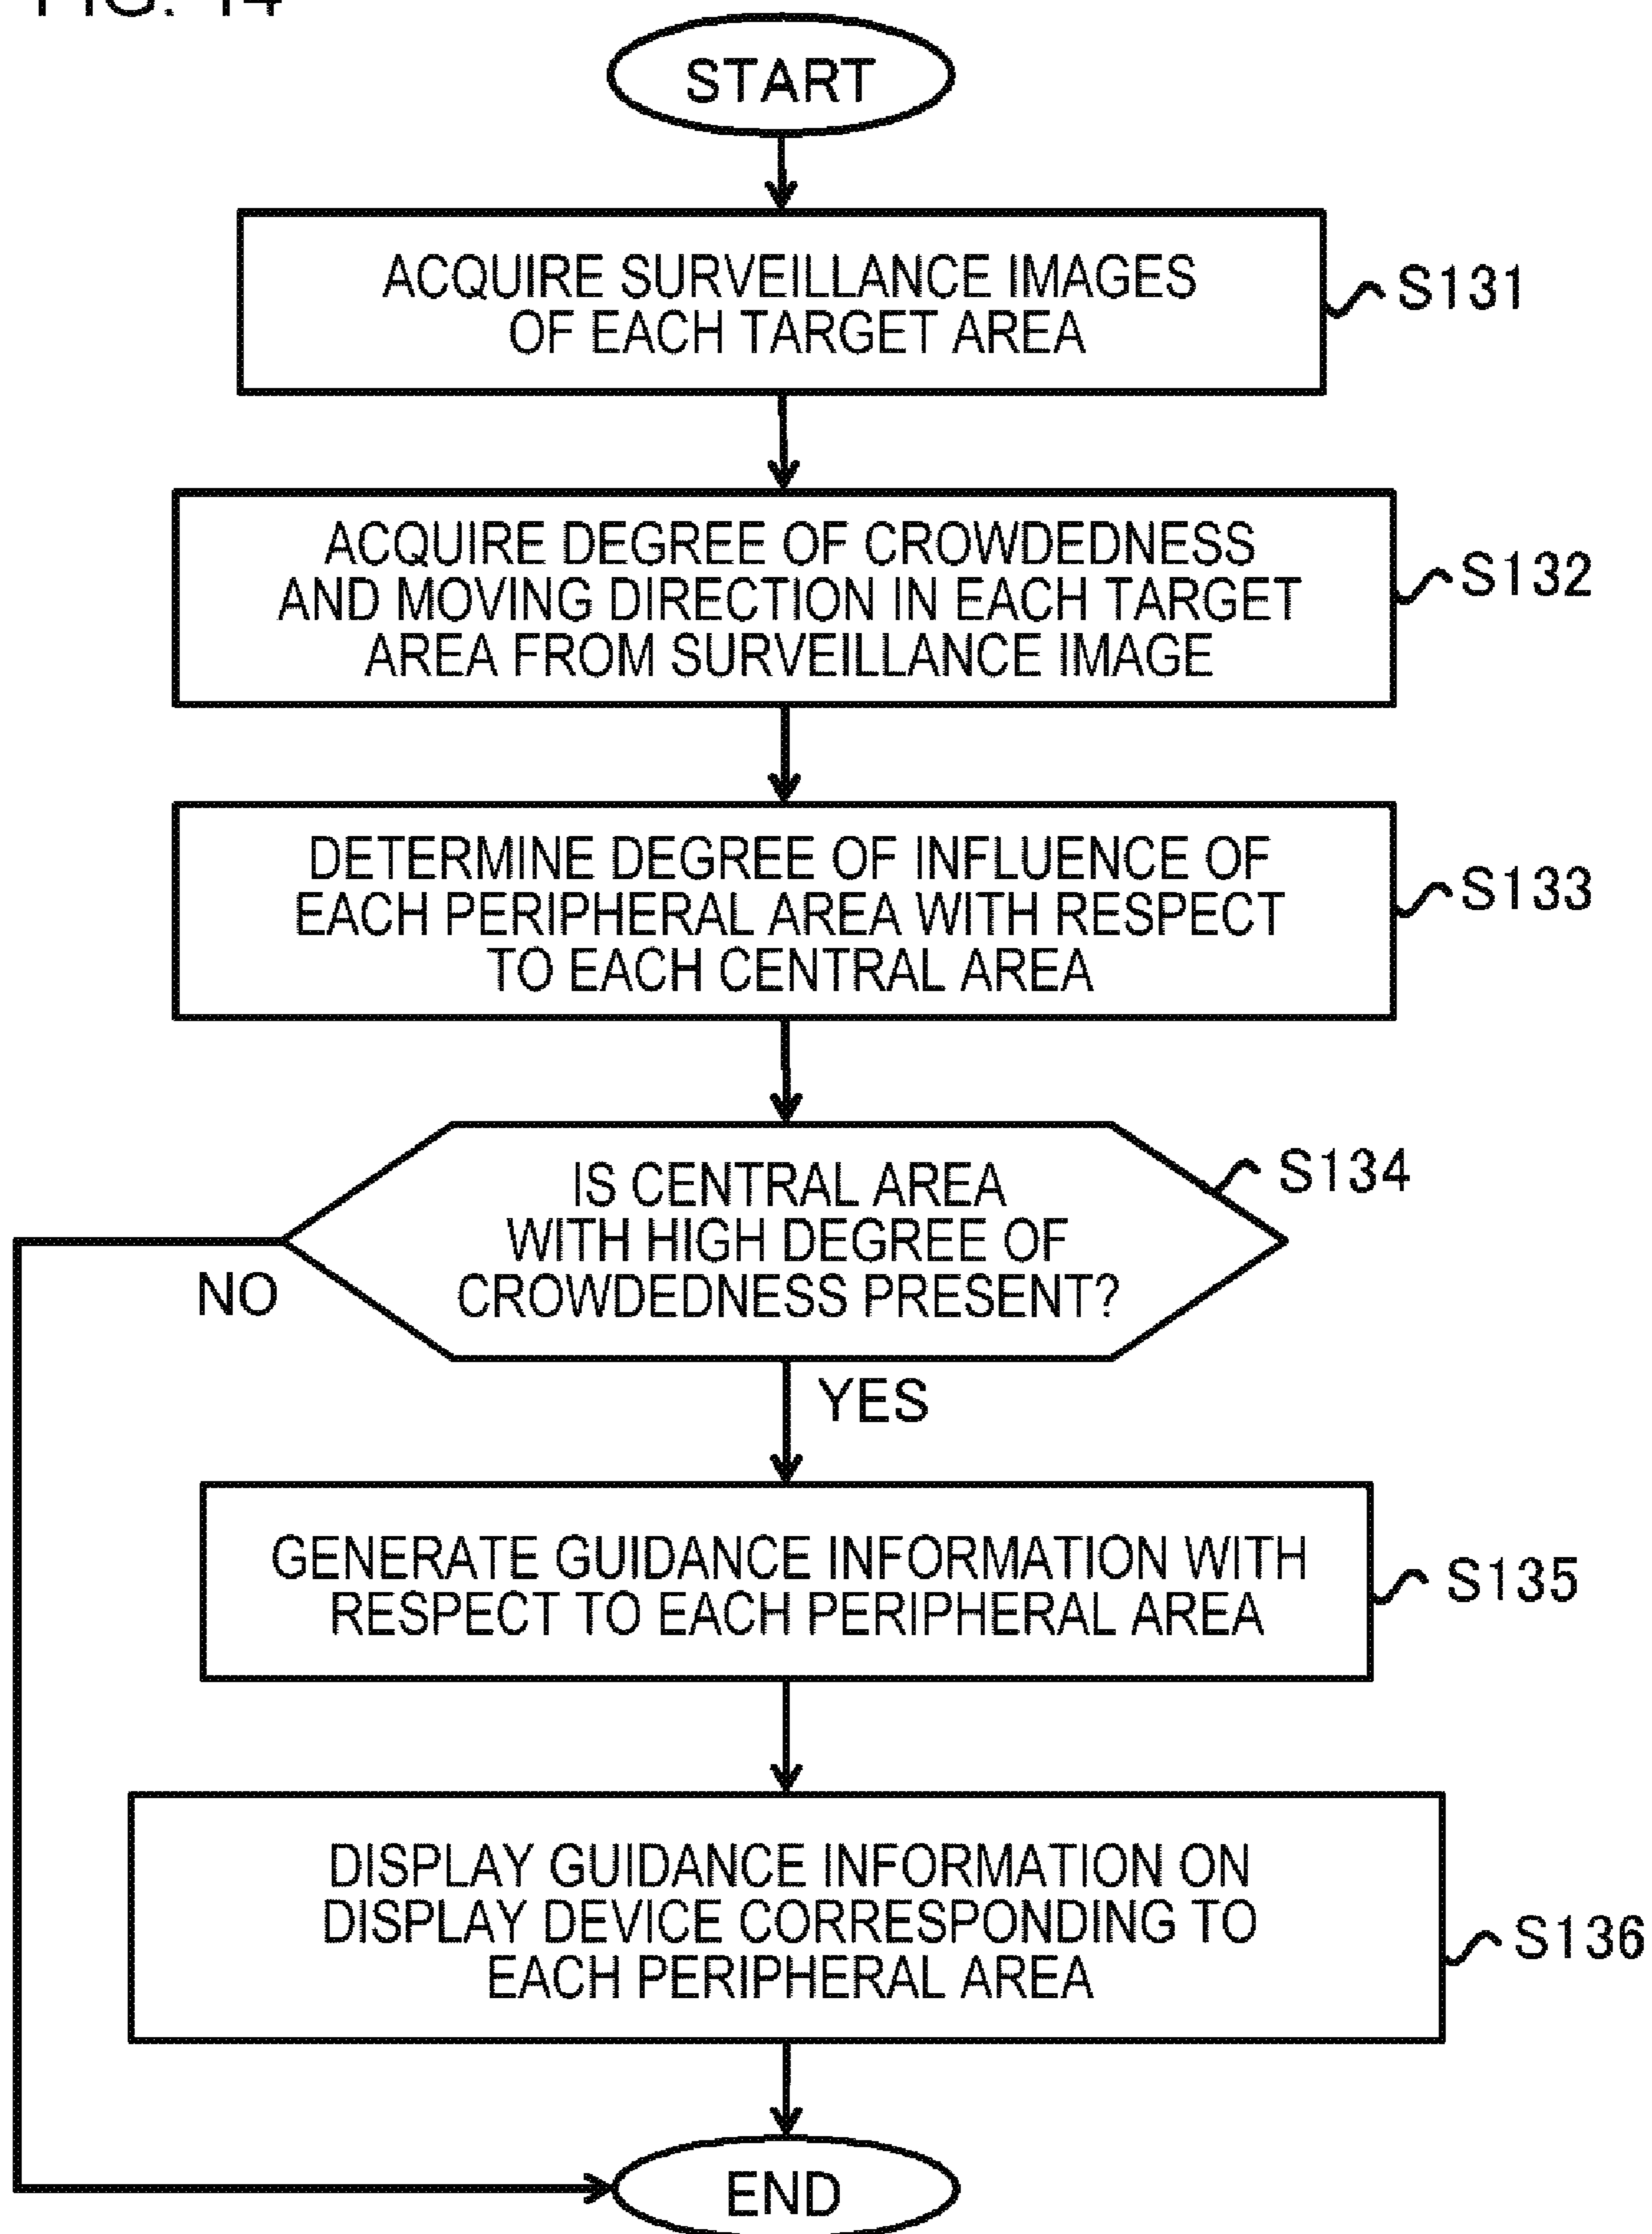 FIG. 14
START
ACQUIRE SURVEILLANCE IMAGES
OF EACH TARGET AREA
S131
ACQUIRE DEGREE OF CROWDEDNESS
AND MOVING DIRECTION IN EACH TARGET
AREA FROM SURVEILLANCE IMAGE
S132
DETERMINE DEGREE OF INFLUENCE OF
EACH PERIPHERAL AREA WITH RESPECT
TO EACH CENTRAL AREA
S133
IS CENTRAL AREA
WITH HIGH DEGREE OF
CROWDEDNESS PRESENT?
S134
NO
YES
GENERATE GUIDANCE INFORMATION WITH
RESPECT TO EACH PERIPHERAL AREA
S135
DISPLAY GUIDANCE INFORMATION ON
DISPLAY DEVICE CORRESPONDING TO
EACH PERIPHERAL AREA
S136
END